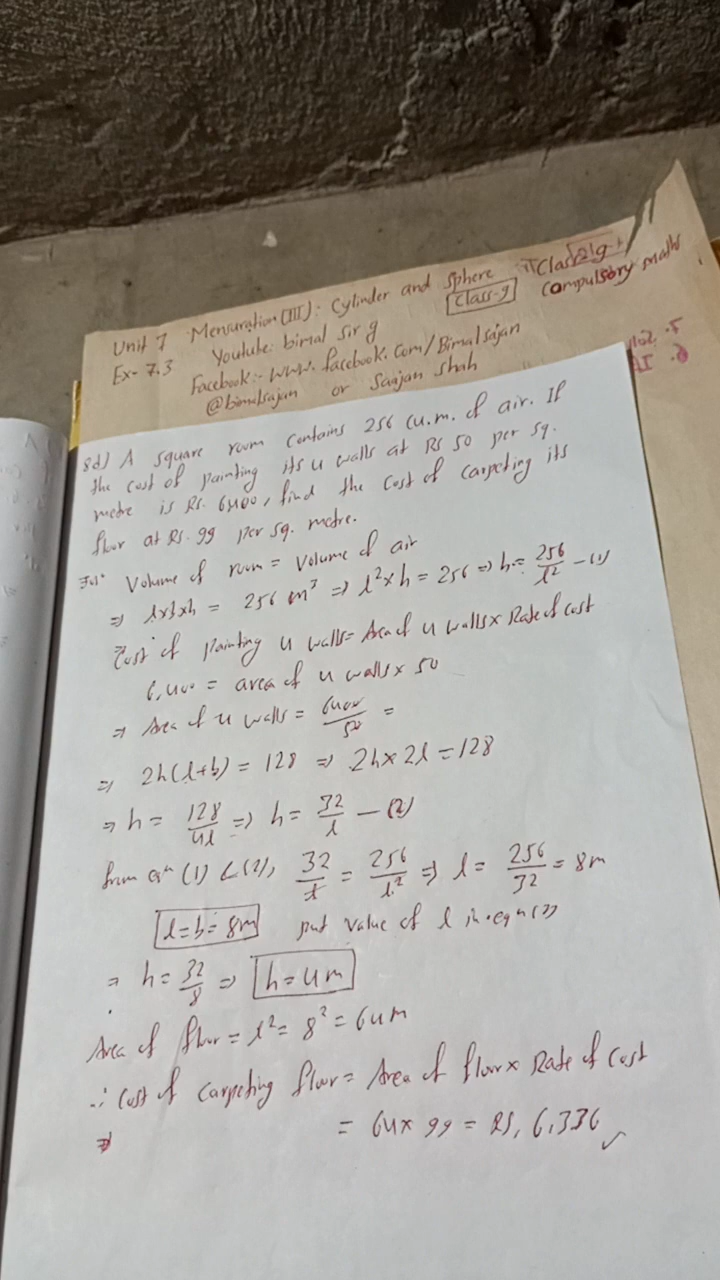 Unit 7 Mensuration (III): Cylinder and Sphere
Class-9 Compulsory maths
Ex- 7.3 Youtube: bimal sir g
Facebook:- www.facebook.com/Bimalsajan
@bimalsajan or Saajan Shah
8d) A square room contains 256 cu.m. of air. If
the cost of painting its 4 walls at RS 50 per sq.
metre is RS. 6400, find the cost of carpeting its
floor at RS. 99 per sq. metre.
Volume of room = Volume of air
⇒ l×l×h = 256 m³ ⇒ l²×h = 256 ⇒ h = 256/l² – (1)
Cost of painting 4 walls = Area of 4 walls × Rate of cost
6,400 = area of 4 walls × 50
⇒ Area of 4 walls = 6400/50 =
⇒ 2h(l+b) = 128 ⇒ 2h×2l = 128
⇒ h = 128/4l ⇒ h = 32/l – (2)
from eqn (1) & (2), 32/l = 256/l² ⇒ l = 256/32 = 8m
l=b=8m put value of l in eqn (2)
⇒ h = 32/8 ⇒ h=4m
Area of floor = l² = 8² = 64m
∴ Cost of Carpeting floor = Area of floor × Rate of Cost
= 64×99 = RS, 6,336 ✓